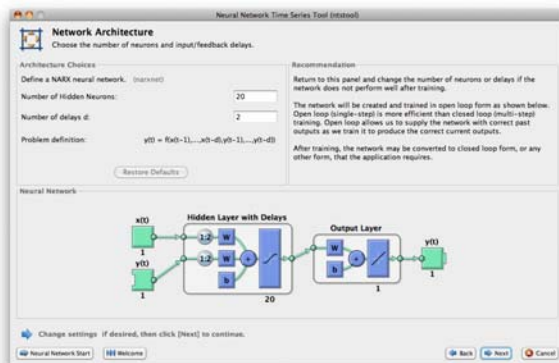 Neural Network Time Series Tool (ntstool)
Network Architecture
Choose the number of neurons and input/feedback delays.
Architecture Choices
Define a NARX neural network. (narxnet)
Number of Hidden Neurons: 20
Number of delays d: 2
Problem definition: y(t) = f(x(t-1),...,x(t-d),y(t-1),...,y(t-d))
Restore Defaults
Recommendation
Return to this panel and change the number of neurons or delays if the
network does not perform well after training.
The network will be created and trained in open loop form as shown below.
Open loop (single-step) is more efficient than closed loop (multi-step)
training. Open loop allows us to supply the network with correct past
outputs as we train it to produce the correct current outputs.
After training, the network may be converted to closed loop form, or any
other form, that the application requires.
Neural Network
Hidden Layer with Delays
Output Layer
x(t)
1
y(t)
1
1:2
W
1:2
W
b
+
20
W
b
+
1
y(t)
1
Change settings if desired, then click [Next] to continue.
Neural Network Start
Welcome
Back
Next
Cancel